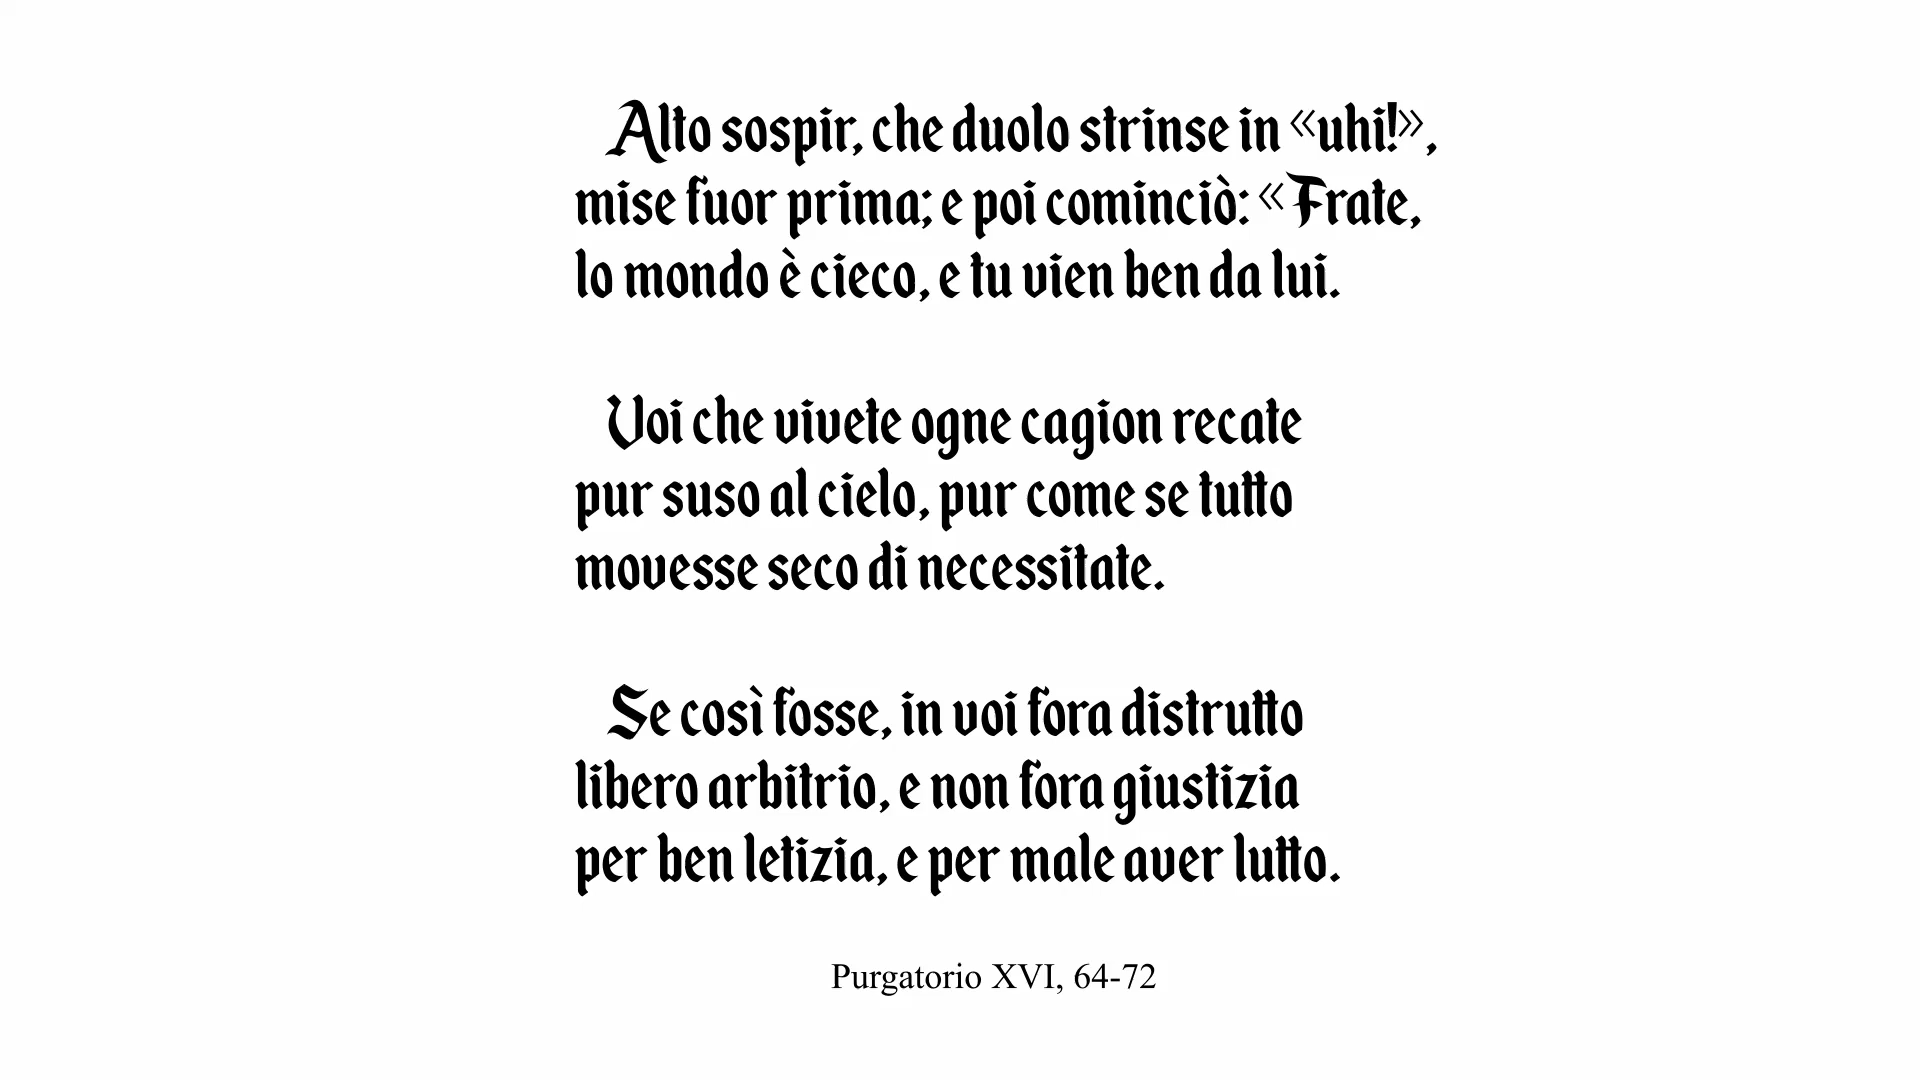 Alto sospir, che duolo strinse in «uhi!»,
mise fuor prima; e poi cominciò: «Frate,
lo mondo è cieco, e tu vien ben da lui.
Voi che vivete ogne cagion recate
pur suso al cielo, pur come se tutto
movesse seco di necessitate.
Se così fosse, in voi fora distrutto
libero arbitrio, e non fora giustizia
per ben letizia, e per male aver lutto.
Purgatorio XVI, 64-72